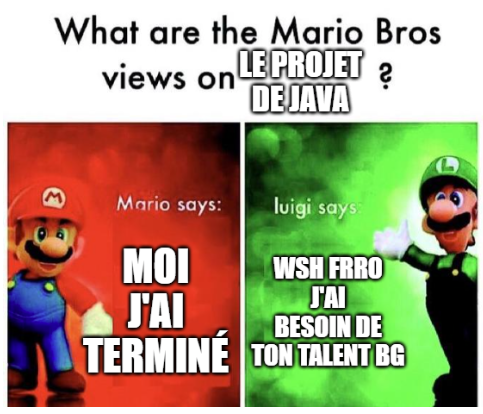 What are the Mario Bros
views on LE PROJET ?
DE JAVA
Mario says:
MOI
J'AI
TERMINÉ
luigi says:
WSH FRRO
J'AI
BESOIN DE
TON TALENT BG
M
L